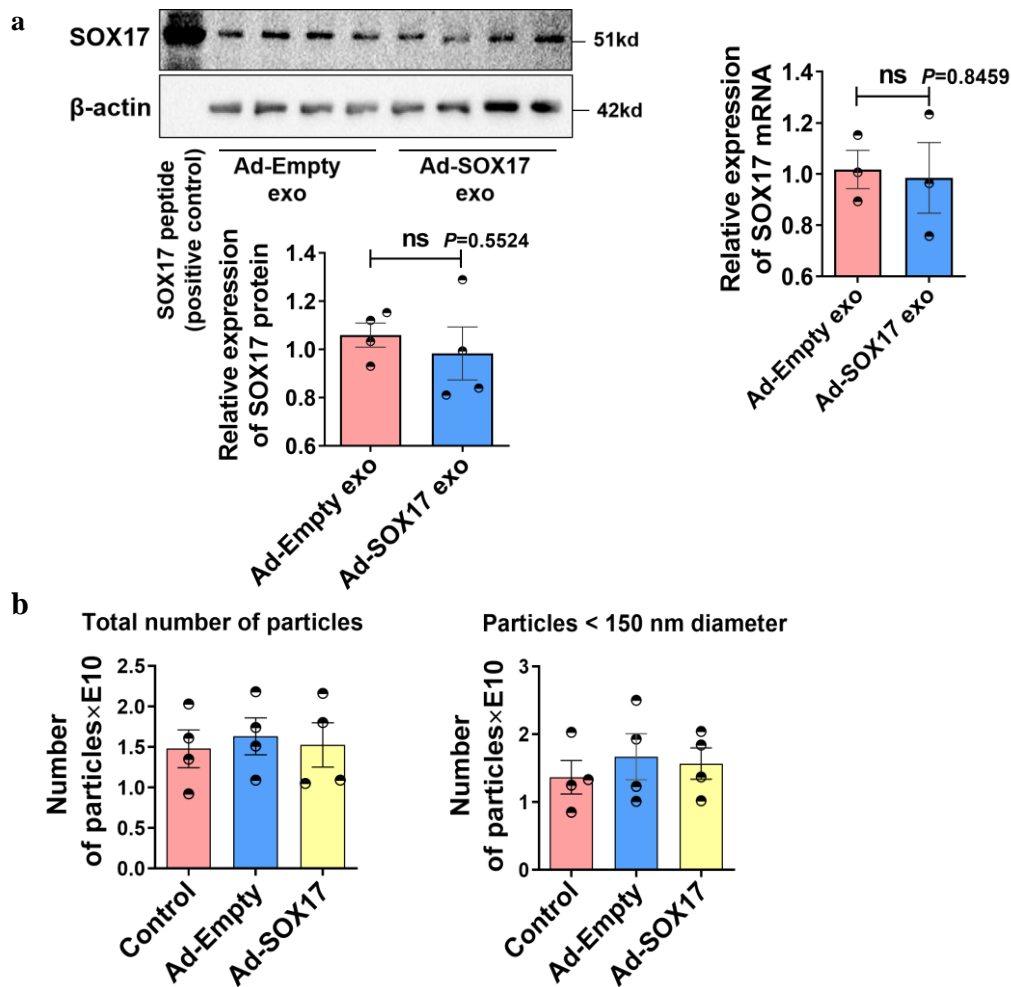 a
SOX17
51kd
β-actin
42kd
SOX17 peptide
(positive control)
Ad-Empty
exo
Ad-SOX17
exo
ns P=0.5524
Relative expression
of SOX17 protein
1.4
1.2
1.0
0.8
0.6
Ad-Empty exo
Ad-SOX17 exo
ns P=0.8459
Relative expression
of SOX17 mRNA
1.4
1.2
1.0
0.8
0.6
Ad-Empty exo
Ad-SOX17 exo
b
Total number of particles
Number
of particles×E10
2.5
2.0
1.5
1.0
0.5
0.0
Control
Ad-Empty
Ad-SOX17
Particles < 150 nm diameter
Number
of particles×E10
3
2
1
0
Control
Ad-Empty
Ad-SOX17